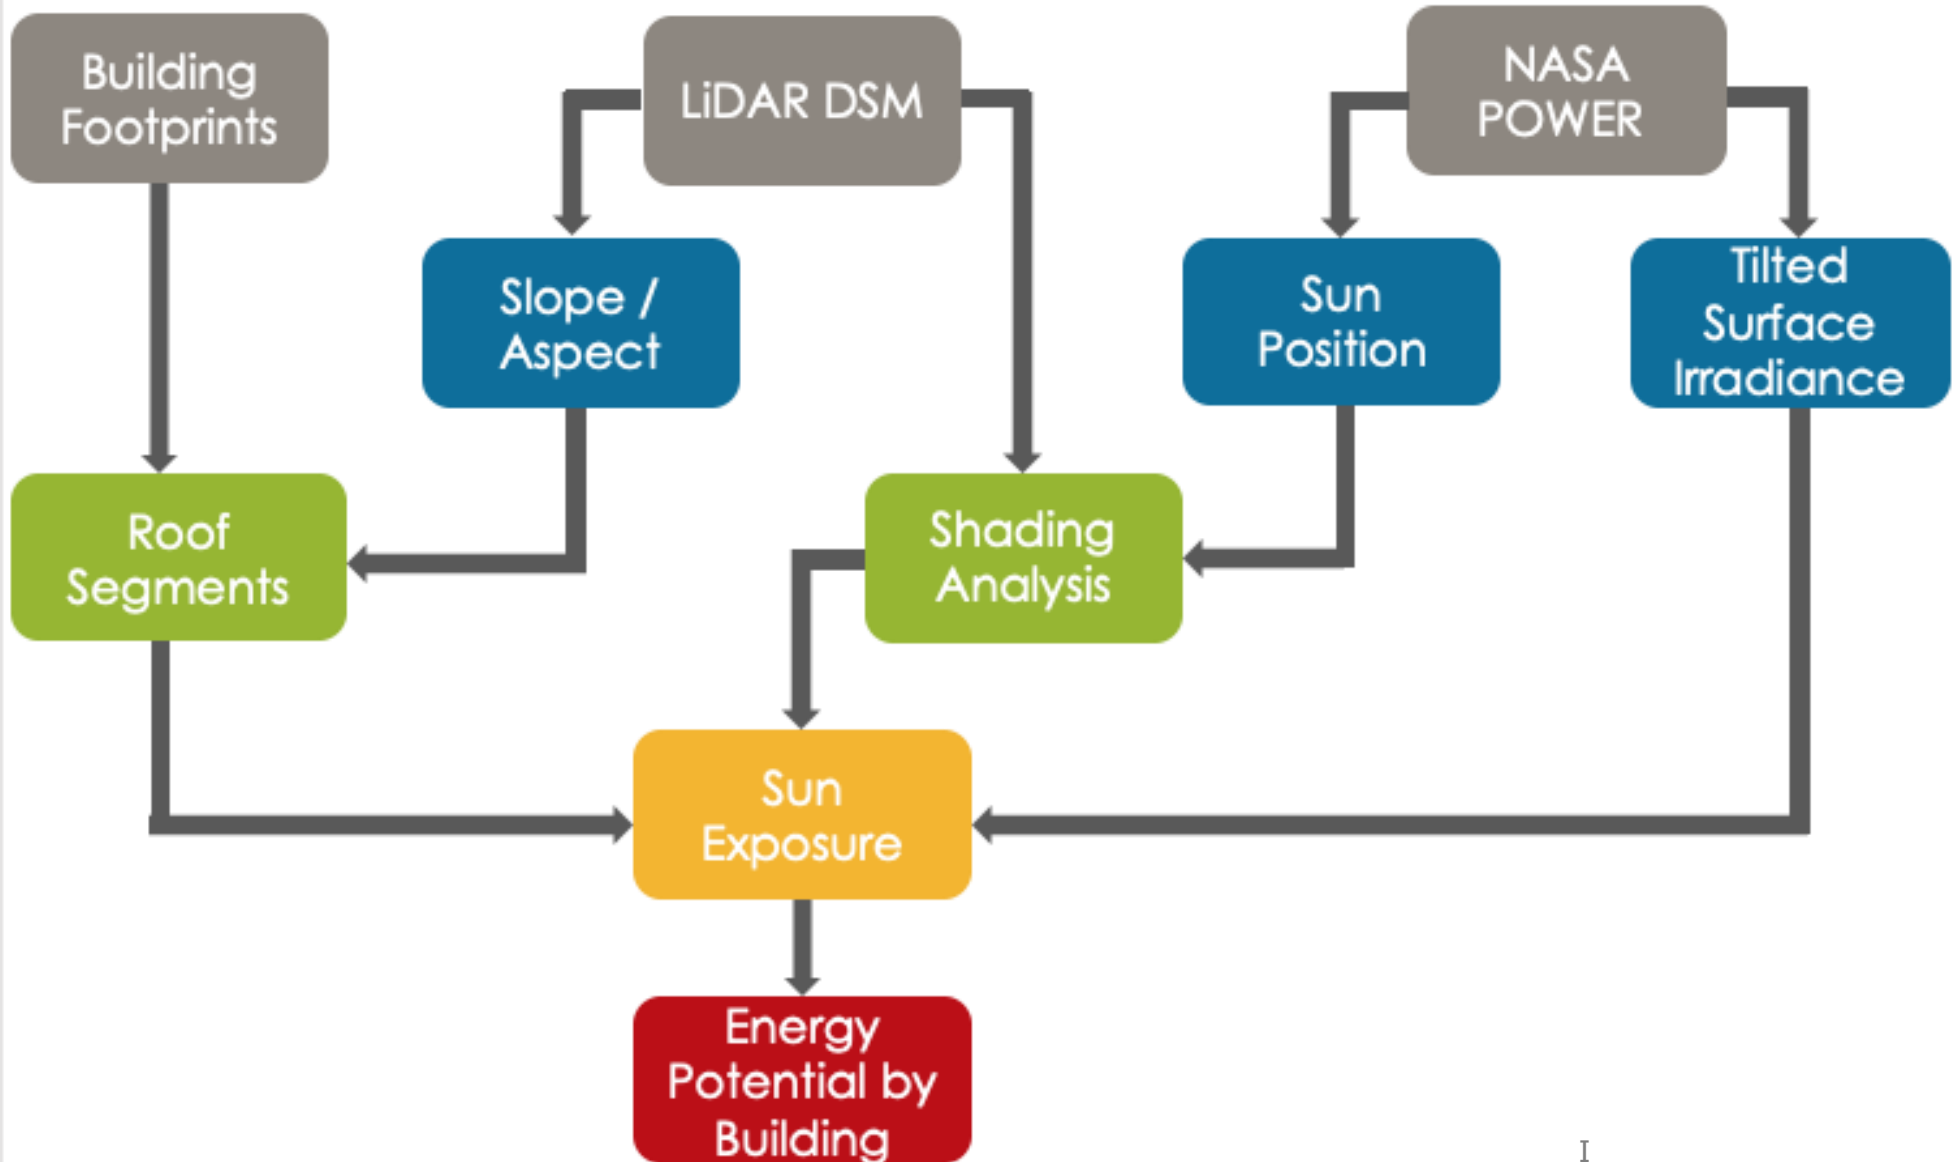 Building
Footprints
LiDAR DSM
NASA
POWER
Slope /
Aspect
Sun
Position
Tilted
Surface
Irradiance
Roof
Segments
Shading
Analysis
Sun
Exposure
Energy
Potential by
Building